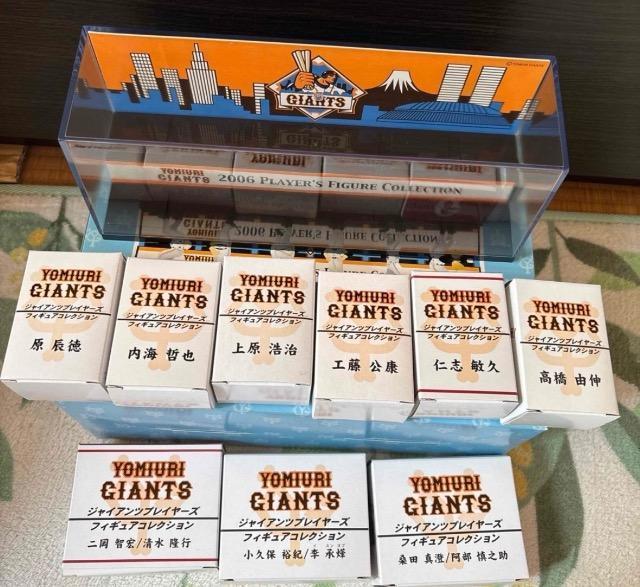 GIANTS
YOMIURI
GIANTS 2006 PLAYER'S FIGURE COLLECTION
YOMIURI
GIANTS
ジャイアンツプレイヤーズ
フィギュアコレクション
原 辰徳
YOMIURI
GIANTS
ジャイアンツプレイヤーズ
フィギュアコレクション
内海 哲也
YOMIURI
GIANTS
ジャイアンツプレイヤーズ
フィギュアコレクション
上原 浩治
YOMIURI
GIANTS
ジャイアンツプレイヤーズ
フィギュアコレクション
工藤 公康
YOMIURI
GIANTS
ジャイアンツプレイヤーズ
フィギュアコレクション
仁志 敏久
YOMIURI
GIANTS
ジャイアンツプレイヤーズ
フィギュアコレクション
高橋 由伸
YOMIURI
GIANTS
ジャイアンツプレイヤーズ
フィギュアコレクション
二岡 智宏/清水 隆行
YOMIURI
GIANTS
ジャイアンツプレイヤーズ
フィギュアコレクション
小久保 裕紀/李 承燁
YOMIURI
GIANTS
ジャイアンツプレイヤーズ
フィギュアコレクション
桑田 真澄/阿部 慎之助